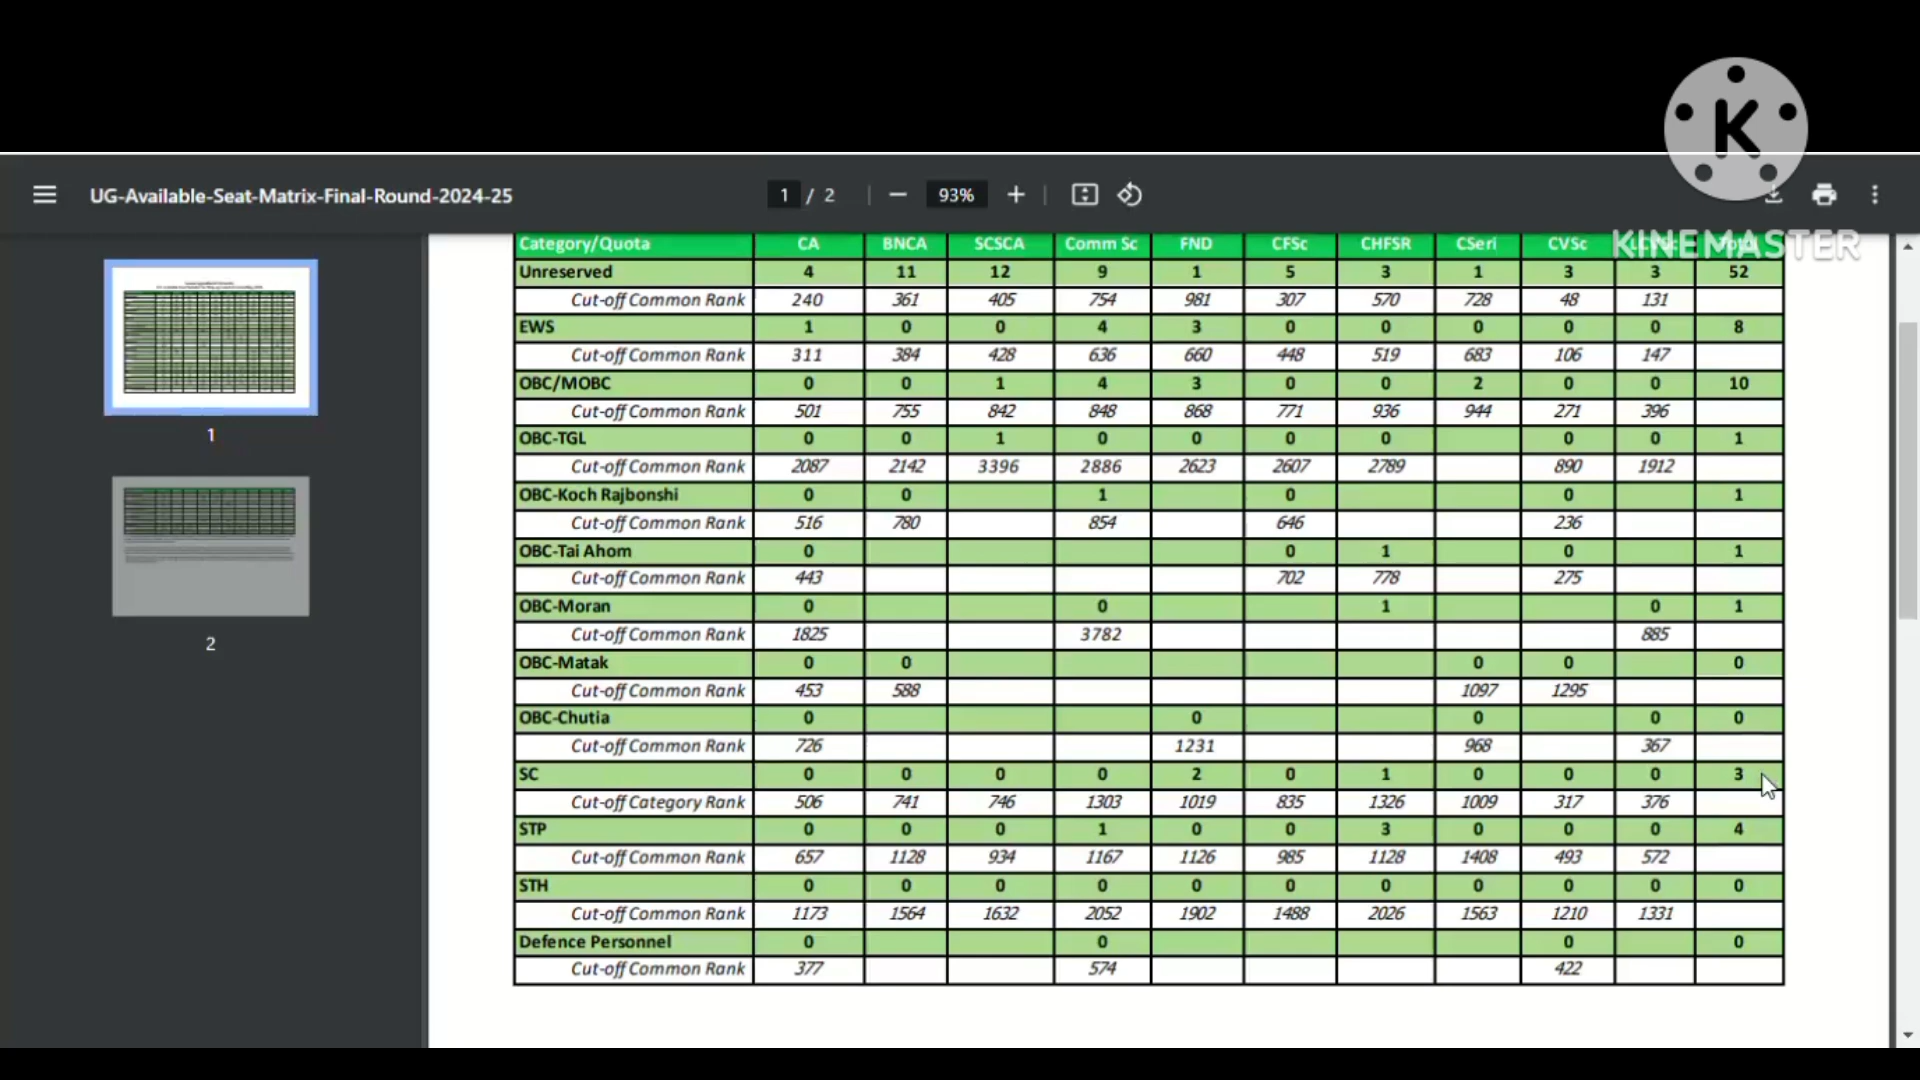 K
KINEMASTER
UG-Available-Seat-Matrix-Final-Round-2024-25 1 / 2 93%
Category/Quota CA BNCA SCSCA Comm Sc FND CFSc CHFSR CSeri CVSc
Unreserved 4 11 12 9 1 5 3 1 3 3 52
Cut-off Common Rank 240 361 405 754 981 307 570 728 48 131
EWS 1 0 0 4 3 0 0 0 0 0 8
Cut-off Common Rank 311 384 428 636 660 448 519 683 106 147
OBC/MOBC 0 0 1 4 3 0 0 2 0 0 10
Cut-off Common Rank 501 755 842 848 868 771 936 944 271 396
OBC-TGL 0 0 1 0 0 0 0 0 0 1
Cut-off Common Rank 2087 2142 3396 2886 2623 2607 2789 890 1912
OBC-Koch Rajbonshi 0 0 1 0 0 1
Cut-off Common Rank 516 780 854 646 236
OBC-Tai Ahom 0 0 1 0 1
Cut-off Common Rank 443 702 778 275
OBC-Moran 0 0 1 0 1
Cut-off Common Rank 1825 3782 885
OBC-Matak 0 0 0 0 0
Cut-off Common Rank 453 588 1097 1295
OBC-Chutia 0 0 0 0 0
Cut-off Common Rank 726 1231 968 367
SC 0 0 0 0 2 0 1 0 0 0 3
Cut-off Category Rank 506 741 746 1303 1019 835 1326 1009 317 376
STP 0 0 0 1 0 0 3 0 0 0 4
Cut-off Common Rank 657 1128 934 1167 1126 985 1128 1408 493 572
STH 0 0 0 0 0 0 0 0 0 0 0
Cut-off Common Rank 1173 1564 1632 2052 1902 1488 2026 1563 1210 1331
Defence Personnel 0 0 0 0
Cut-off Common Rank 377 574 422
1
2